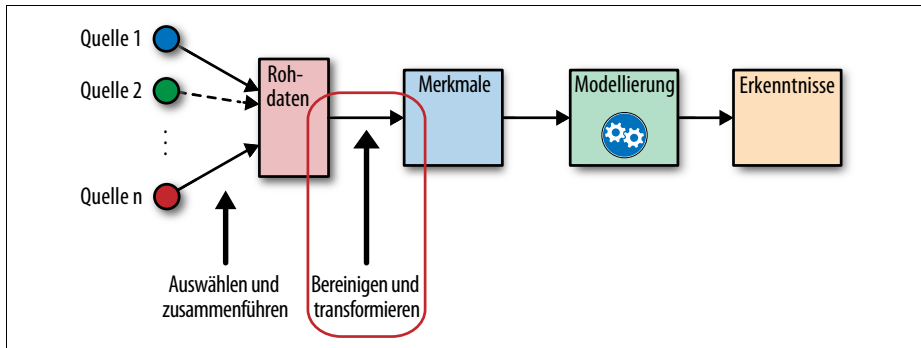 Quelle 1
Quelle 2
Quelle n
Roh-
daten
Merkmale
Modellierung
Erkenntnisse
Auswählen und
zusammenführen
Bereinigen und
transformieren